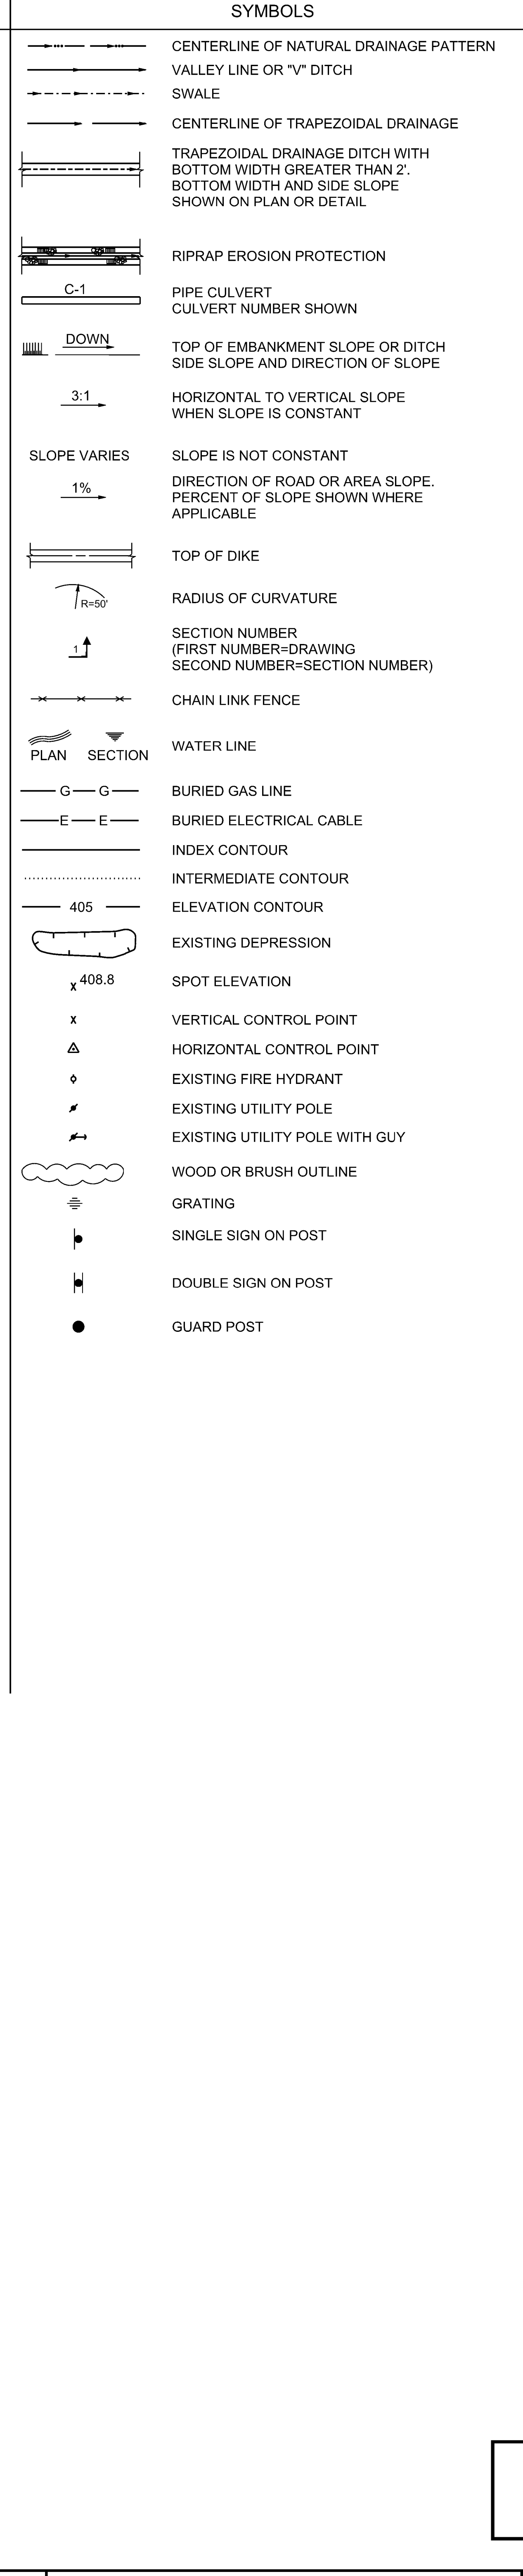 SYMBOLS
CENTERLINE OF NATURAL DRAINAGE PATTERN
VALLEY LINE OR "V" DITCH
SWALE
CENTERLINE OF TRAPEZOIDAL DRAINAGE
TRAPEZOIDAL DRAINAGE DITCH WITH
BOTTOM WIDTH GREATER THAN 2'.
BOTTOM WIDTH AND SIDE SLOPE
SHOWN ON PLAN OR DETAIL
RIPRAP EROSION PROTECTION
C-1
PIPE CULVERT
CULVERT NUMBER SHOWN
DOWN
TOP OF EMBANKMENT SLOPE OR DITCH
SIDE SLOPE AND DIRECTION OF SLOPE
3:1
HORIZONTAL TO VERTICAL SLOPE
WHEN SLOPE IS CONSTANT
SLOPE VARIES SLOPE IS NOT CONSTANT
1%
DIRECTION OF ROAD OR AREA SLOPE.
PERCENT OF SLOPE SHOWN WHERE
APPLICABLE
TOP OF DIKE
R=50'
RADIUS OF CURVATURE
1
SECTION NUMBER
(FIRST NUMBER=DRAWING
SECOND NUMBER=SECTION NUMBER)
CHAIN LINK FENCE
PLAN SECTION
WATER LINE
G G BURIED GAS LINE
E E BURIED ELECTRICAL CABLE
INDEX CONTOUR
INTERMEDIATE CONTOUR
405 ELEVATION CONTOUR
EXISTING DEPRESSION
x 408.8 SPOT ELEVATION
x VERTICAL CONTROL POINT
HORIZONTAL CONTROL POINT
EXISTING FIRE HYDRANT
EXISTING UTILITY POLE
EXISTING UTILITY POLE WITH GUY
WOOD OR BRUSH OUTLINE
GRATING
SINGLE SIGN ON POST
DOUBLE SIGN ON POST
GUARD POST